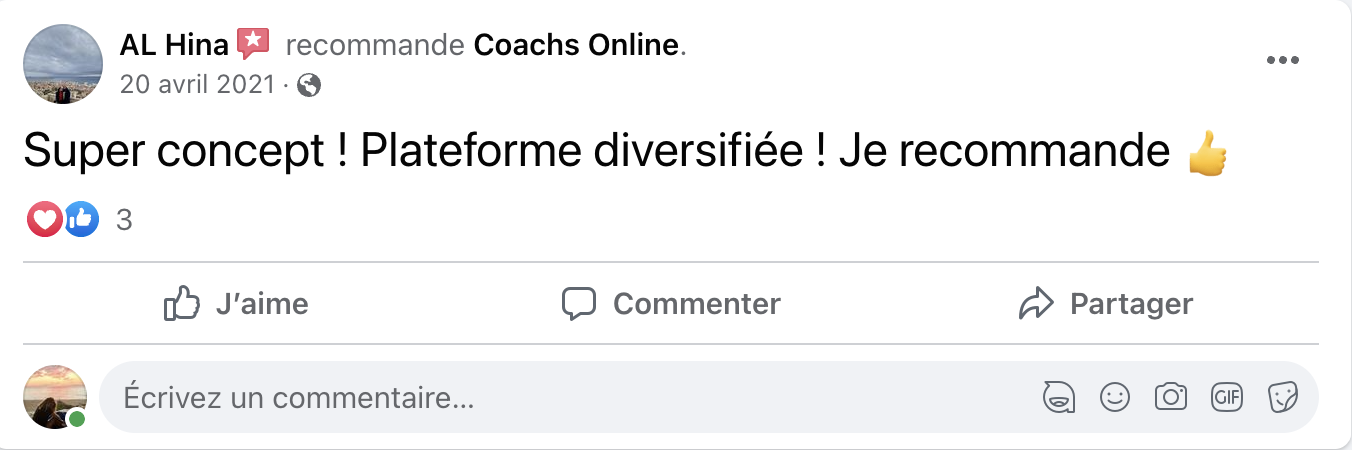 AL Hina recommande Coachs Online.
20 avril 2021 ·
Super concept ! Plateforme diversifiée ! Je recommande 👍
3
J’aime Commenter Partager
Écrivez un commentaire... GIF